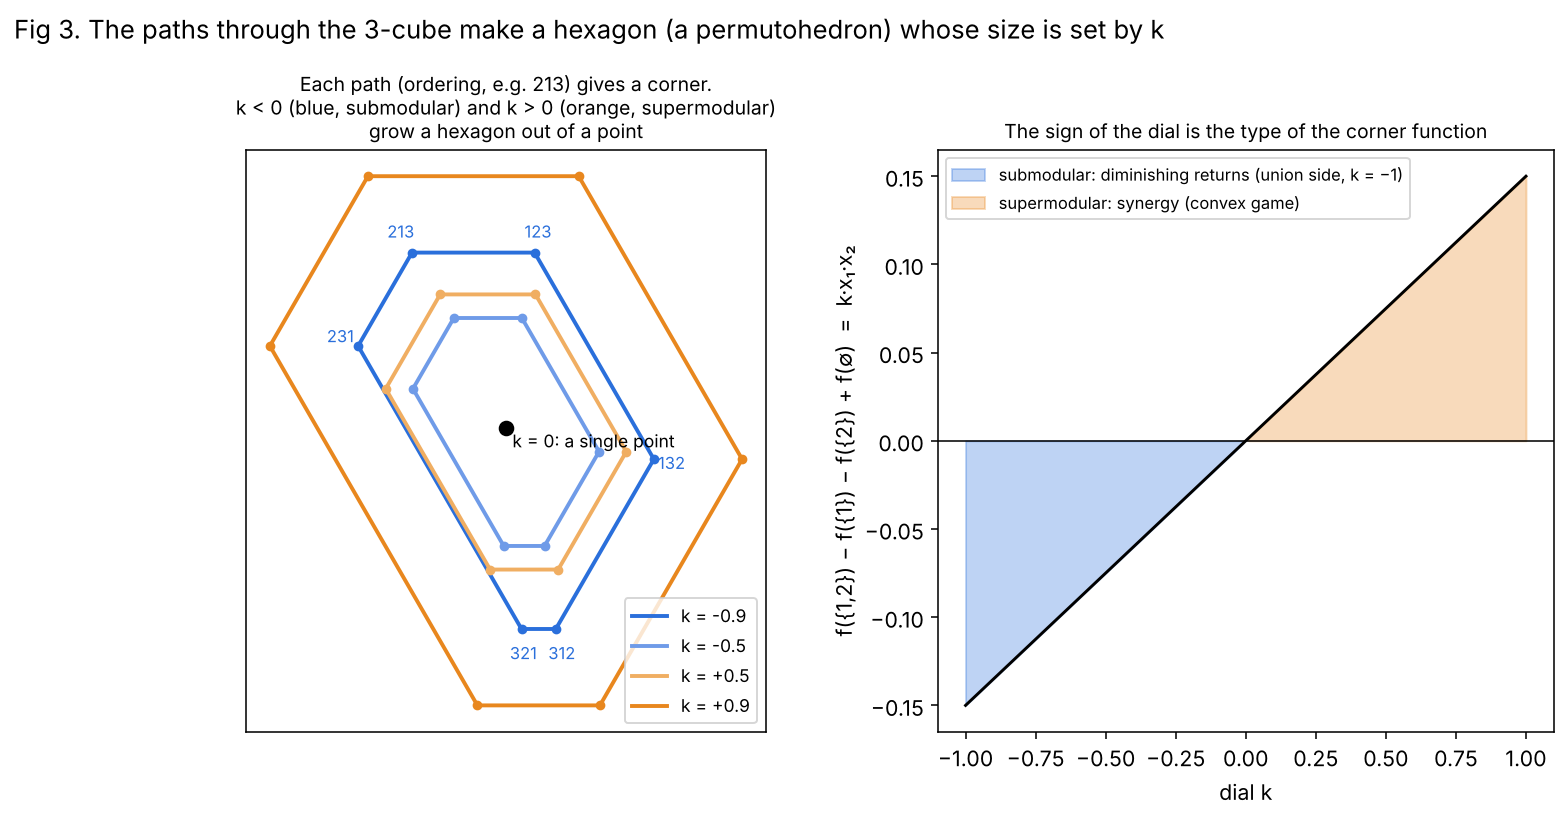 Fig 3. The paths through the 3-cube make a hexagon (a permutohedron) whose size is set by k
Each path (ordering, e.g. 213) gives a corner.
k < 0 (blue, submodular) and k > 0 (orange, supermodular)
grow a hexagon out of a point
213
123
231
k = 0: a single point
132
321
312
k = -0.9
k = -0.5
k = +0.5
k = +0.9
The sign of the dial is the type of the corner function
submodular: diminishing returns (union side, k = −1)
supermodular: synergy (convex game)
f({1,2}) − f({1}) − f({2}) + f(ø) = k·x₁·x₂
0.15
0.10
0.05
0.00
−0.05
−0.10
−0.15
−1.00 −0.75 −0.50 −0.25 0.00 0.25 0.50 0.75 1.00
dial k